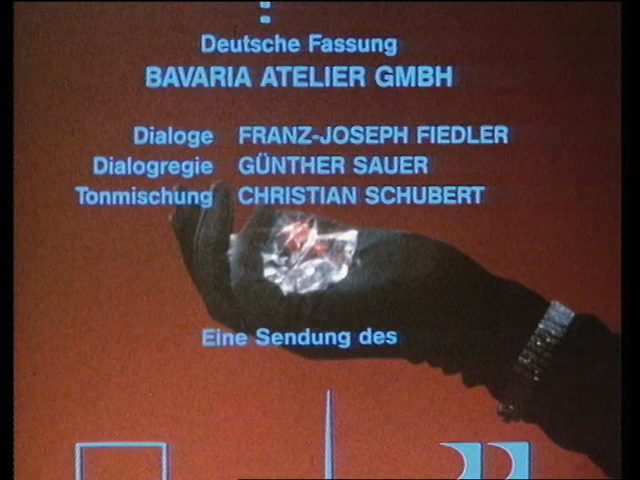 Deutsche Fassung
BAVARIA ATELIER GMBH
Dialoge FRANZ-JOSEPH FIEDLER
Dialogregie GÜNTHER SAUER
Tonmischung CHRISTIAN SCHUBERT
Eine Sendung des